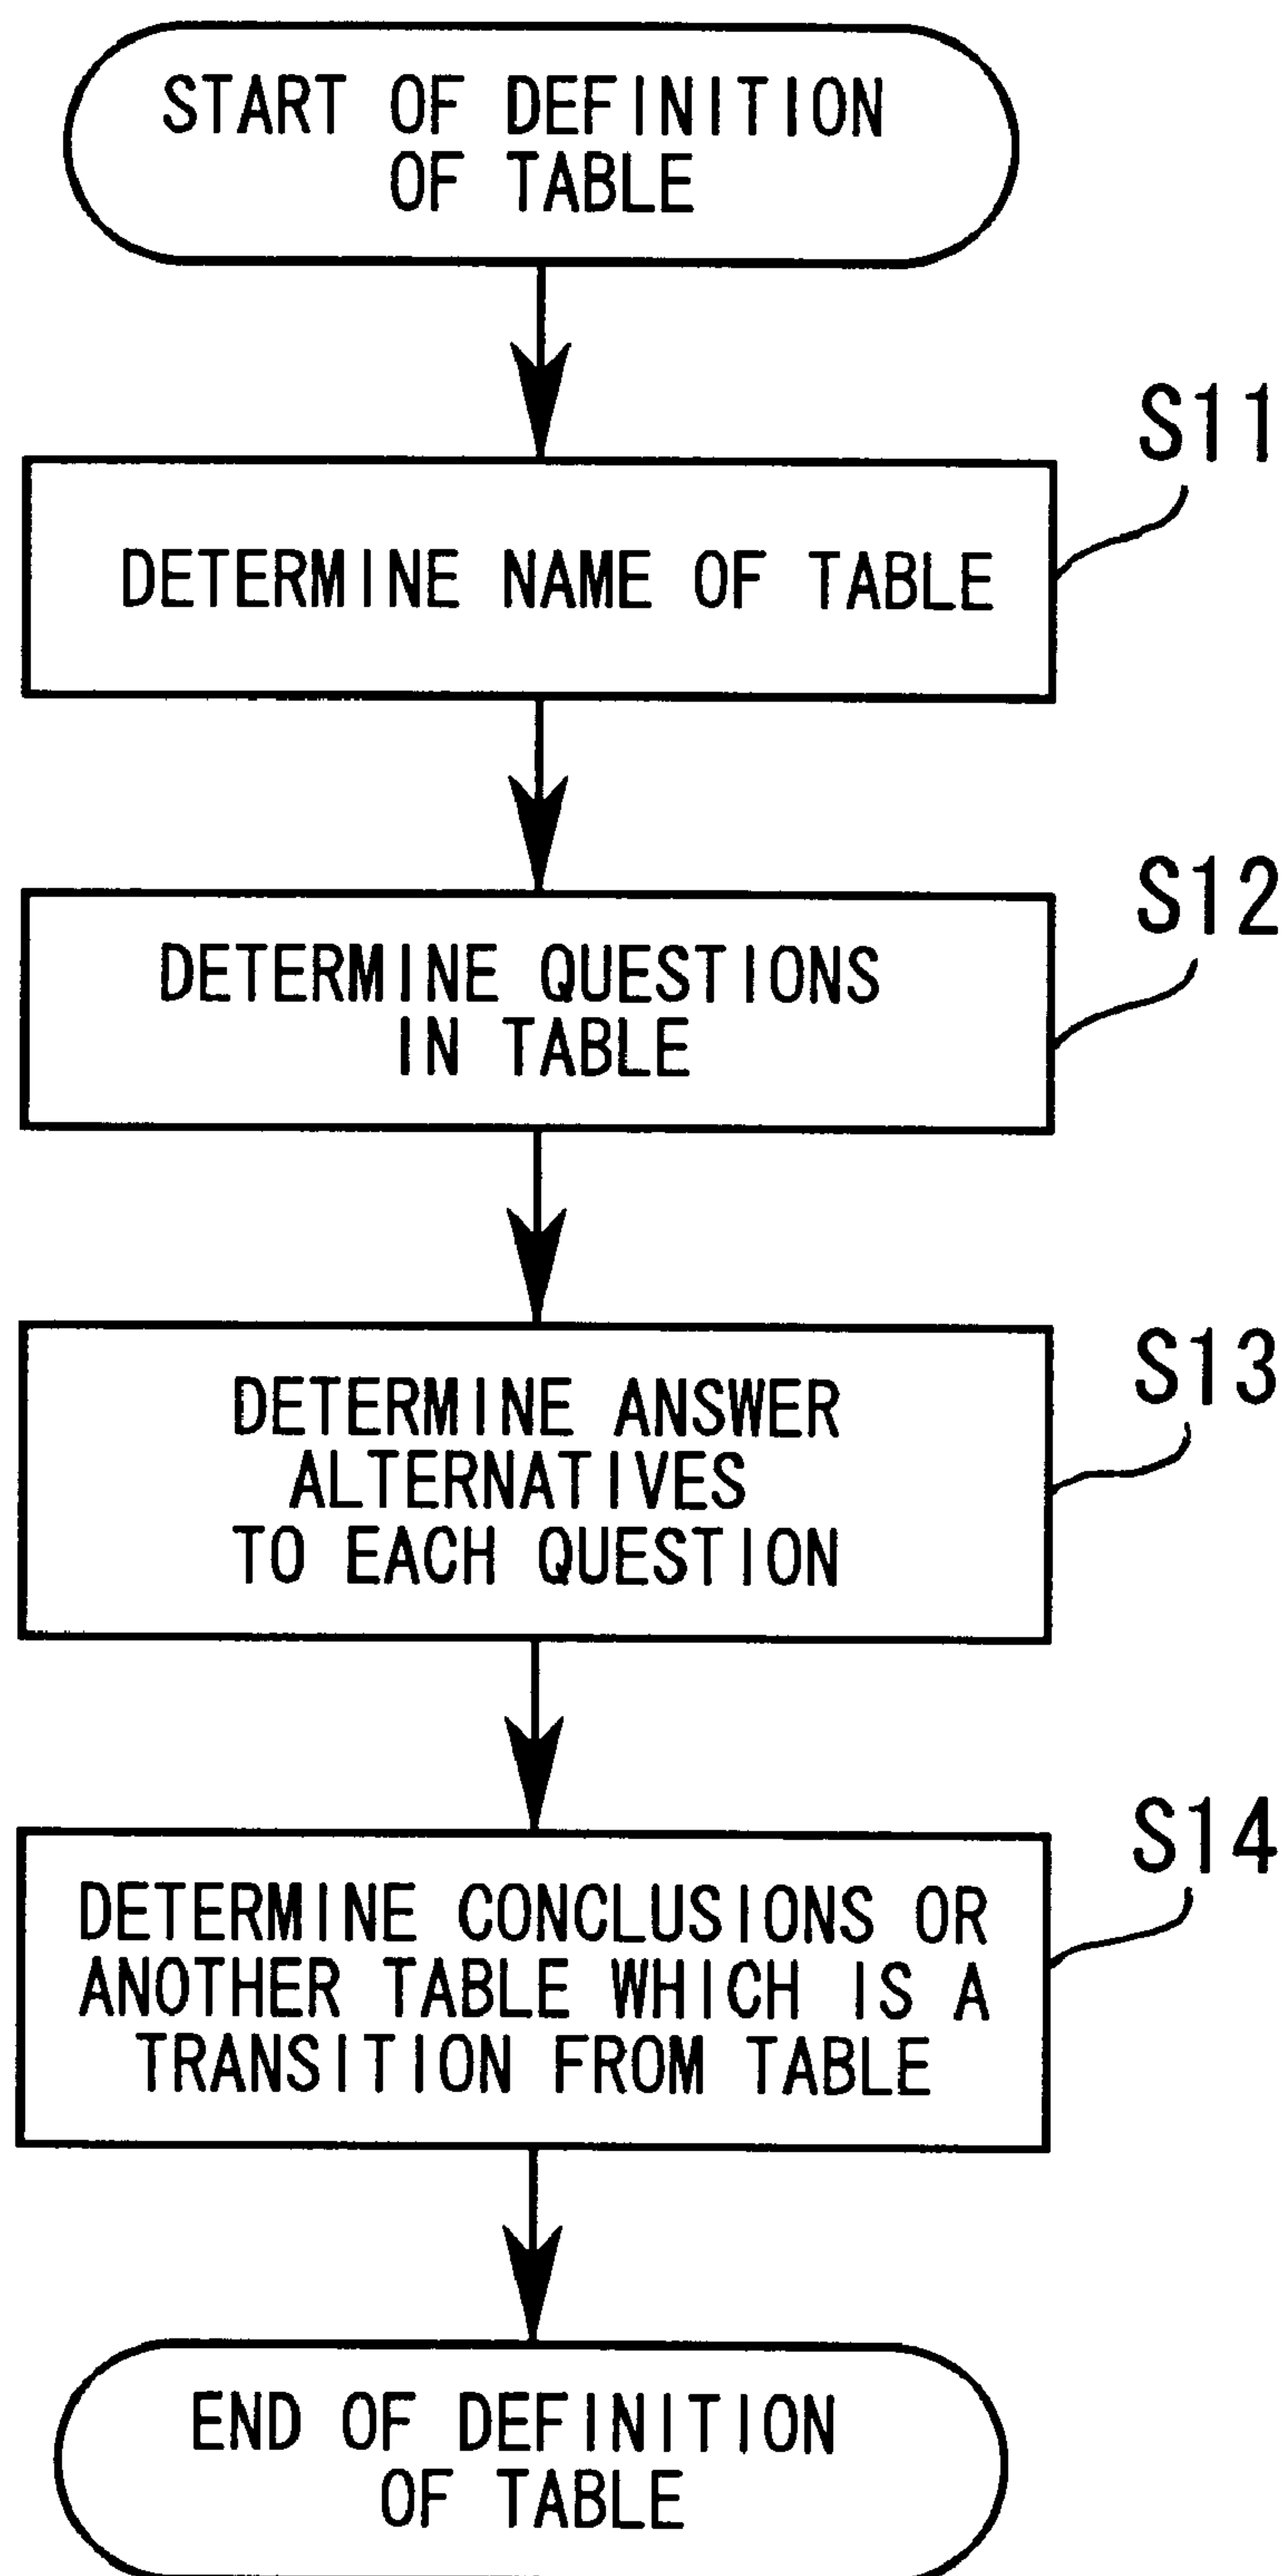 START OF DEFINITION
OF TABLE
S11
DETERMINE NAME OF TABLE
S12
DETERMINE QUESTIONS
IN TABLE
S13
DETERMINE ANSWER
ALTERNATIVES
TO EACH QUESTION
S14
DETERMINE CONCLUSIONS OR
ANOTHER TABLE WHICH IS A
TRANSITION FROM TABLE
END OF DEFINITION
OF TABLE